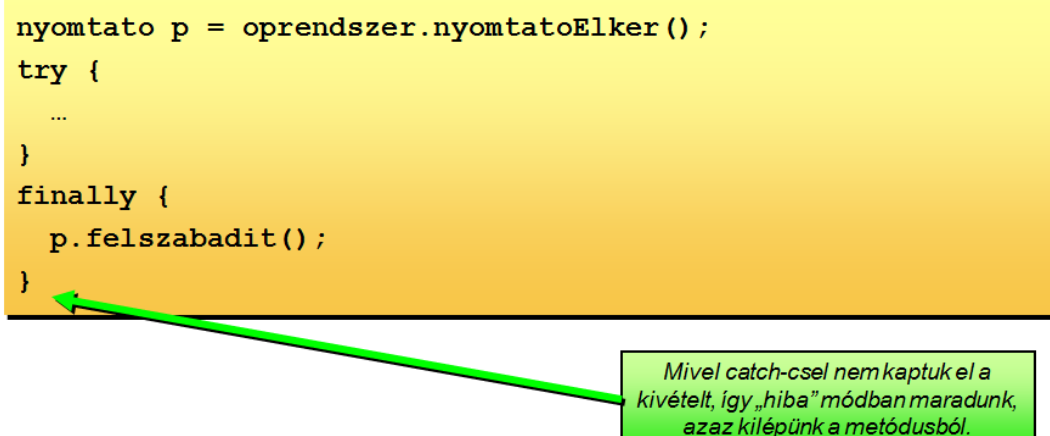 nyomtato p = oprendszer.nyomtatoElker();
try {
…
}
finally {
p.felszabadit();
}
Mivel catch-csel nem kaptuk el a
kivételt, így „hiba” módban maradunk,
azaz kilépünk a metódusból.